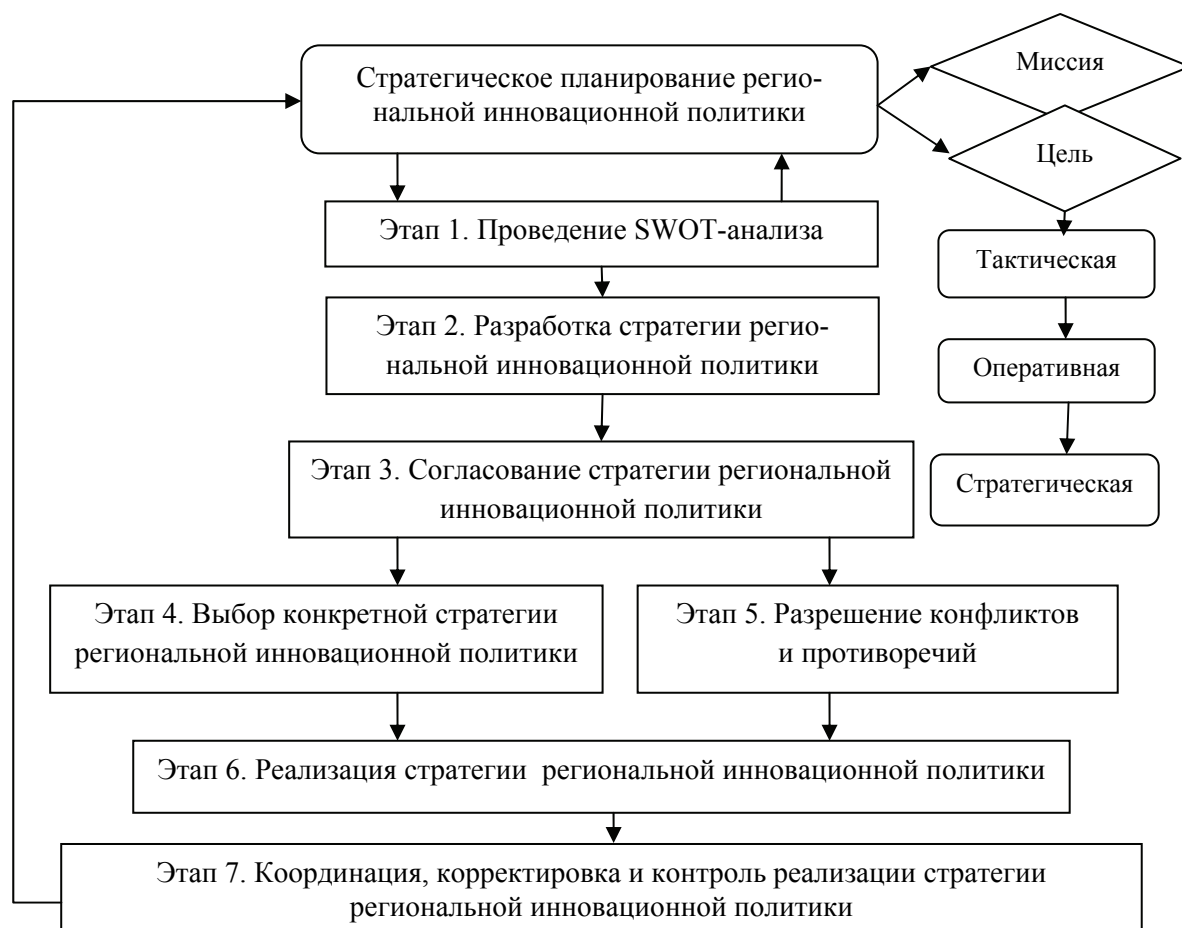 Стратегическое планирование регио-
нальной инновационной политики
Миссия
Цель
Этап 1. Проведение SWOT-анализа
Тактическая
Этап 2. Разработка стратегии регио-
нальной инновационной политики
Оперативная
Этап 3. Согласование стратегии региональной
инновационной политики
Стратегическая
Этап 4. Выбор конкретной стратегии
региональной инновационной политики
Этап 5. Разрешение конфликтов
и противоречий
Этап 6. Реализация стратегии региональной инновационной политики
Этап 7. Координация, корректировка и контроль реализации стратегии
региональной инновационной политики